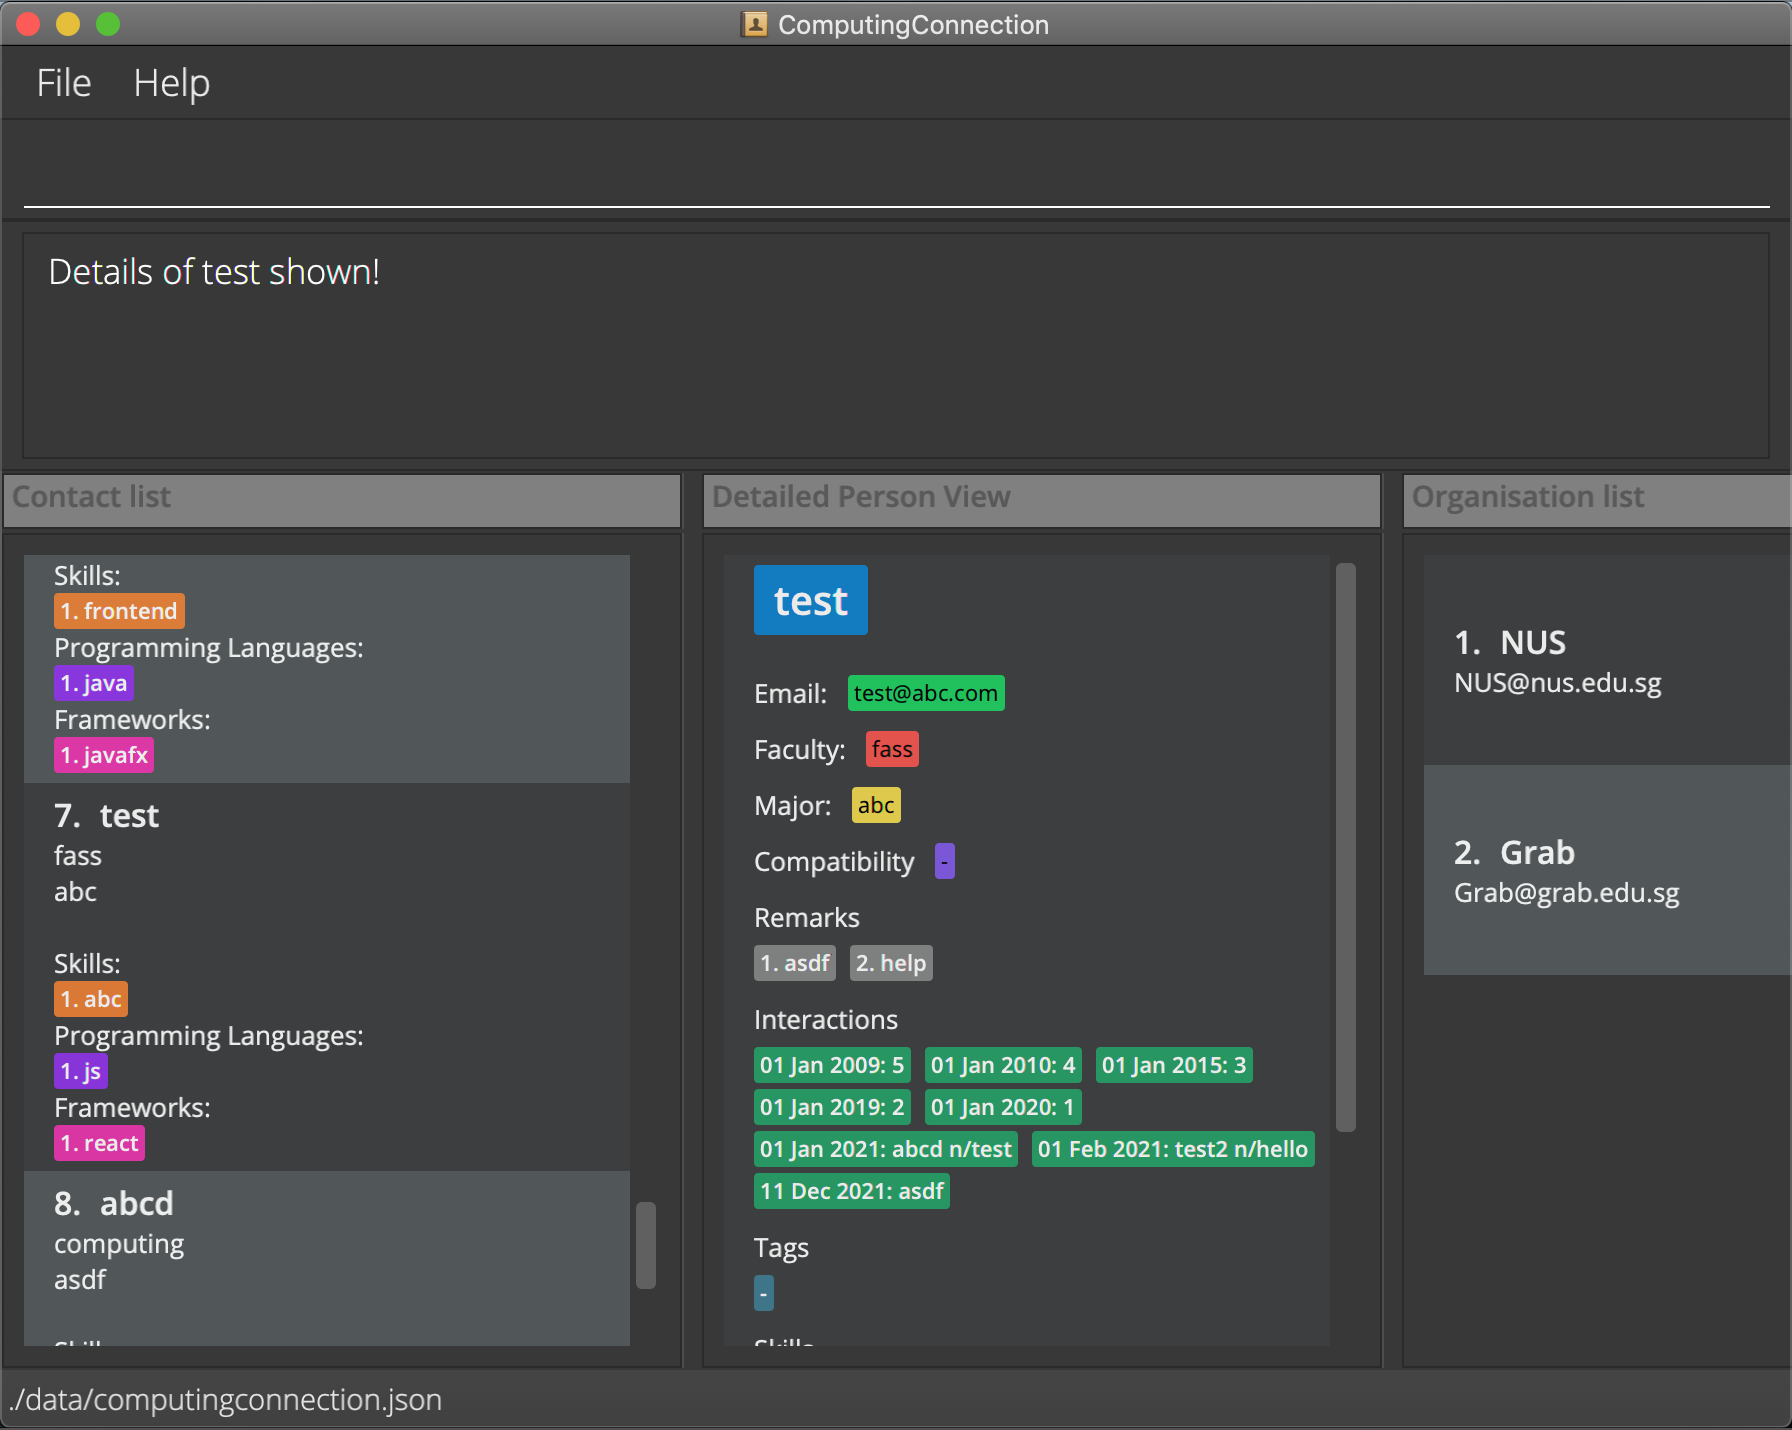 ComputingConnection
File Help
Details of test shown!
Contact list
Skills:
1. frontend
Programming Languages:
1. java
Frameworks:
1. javafx
7. test
fass
abc
Skills:
1. abc
Programming Languages:
1. js
Frameworks:
1. react
8. abcd
computing
asdf
Detailed Person View
test
Email: test@abc.com
Faculty: fass
Major: abc
Compatibility -
Remarks
1. asdf 2. help
Interactions
01 Jan 2009: 5 01 Jan 2010: 4 01 Jan 2015: 3
01 Jan 2019: 2 01 Jan 2020: 1
01 Jan 2021: abcd n/test 01 Feb 2021: test2 n/hello
11 Dec 2021: asdf
Tags
-
Organisation list
1. NUS
NUS@nus.edu.sg
2. Grab
Grab@grab.edu.sg
./data/computingconnection.json